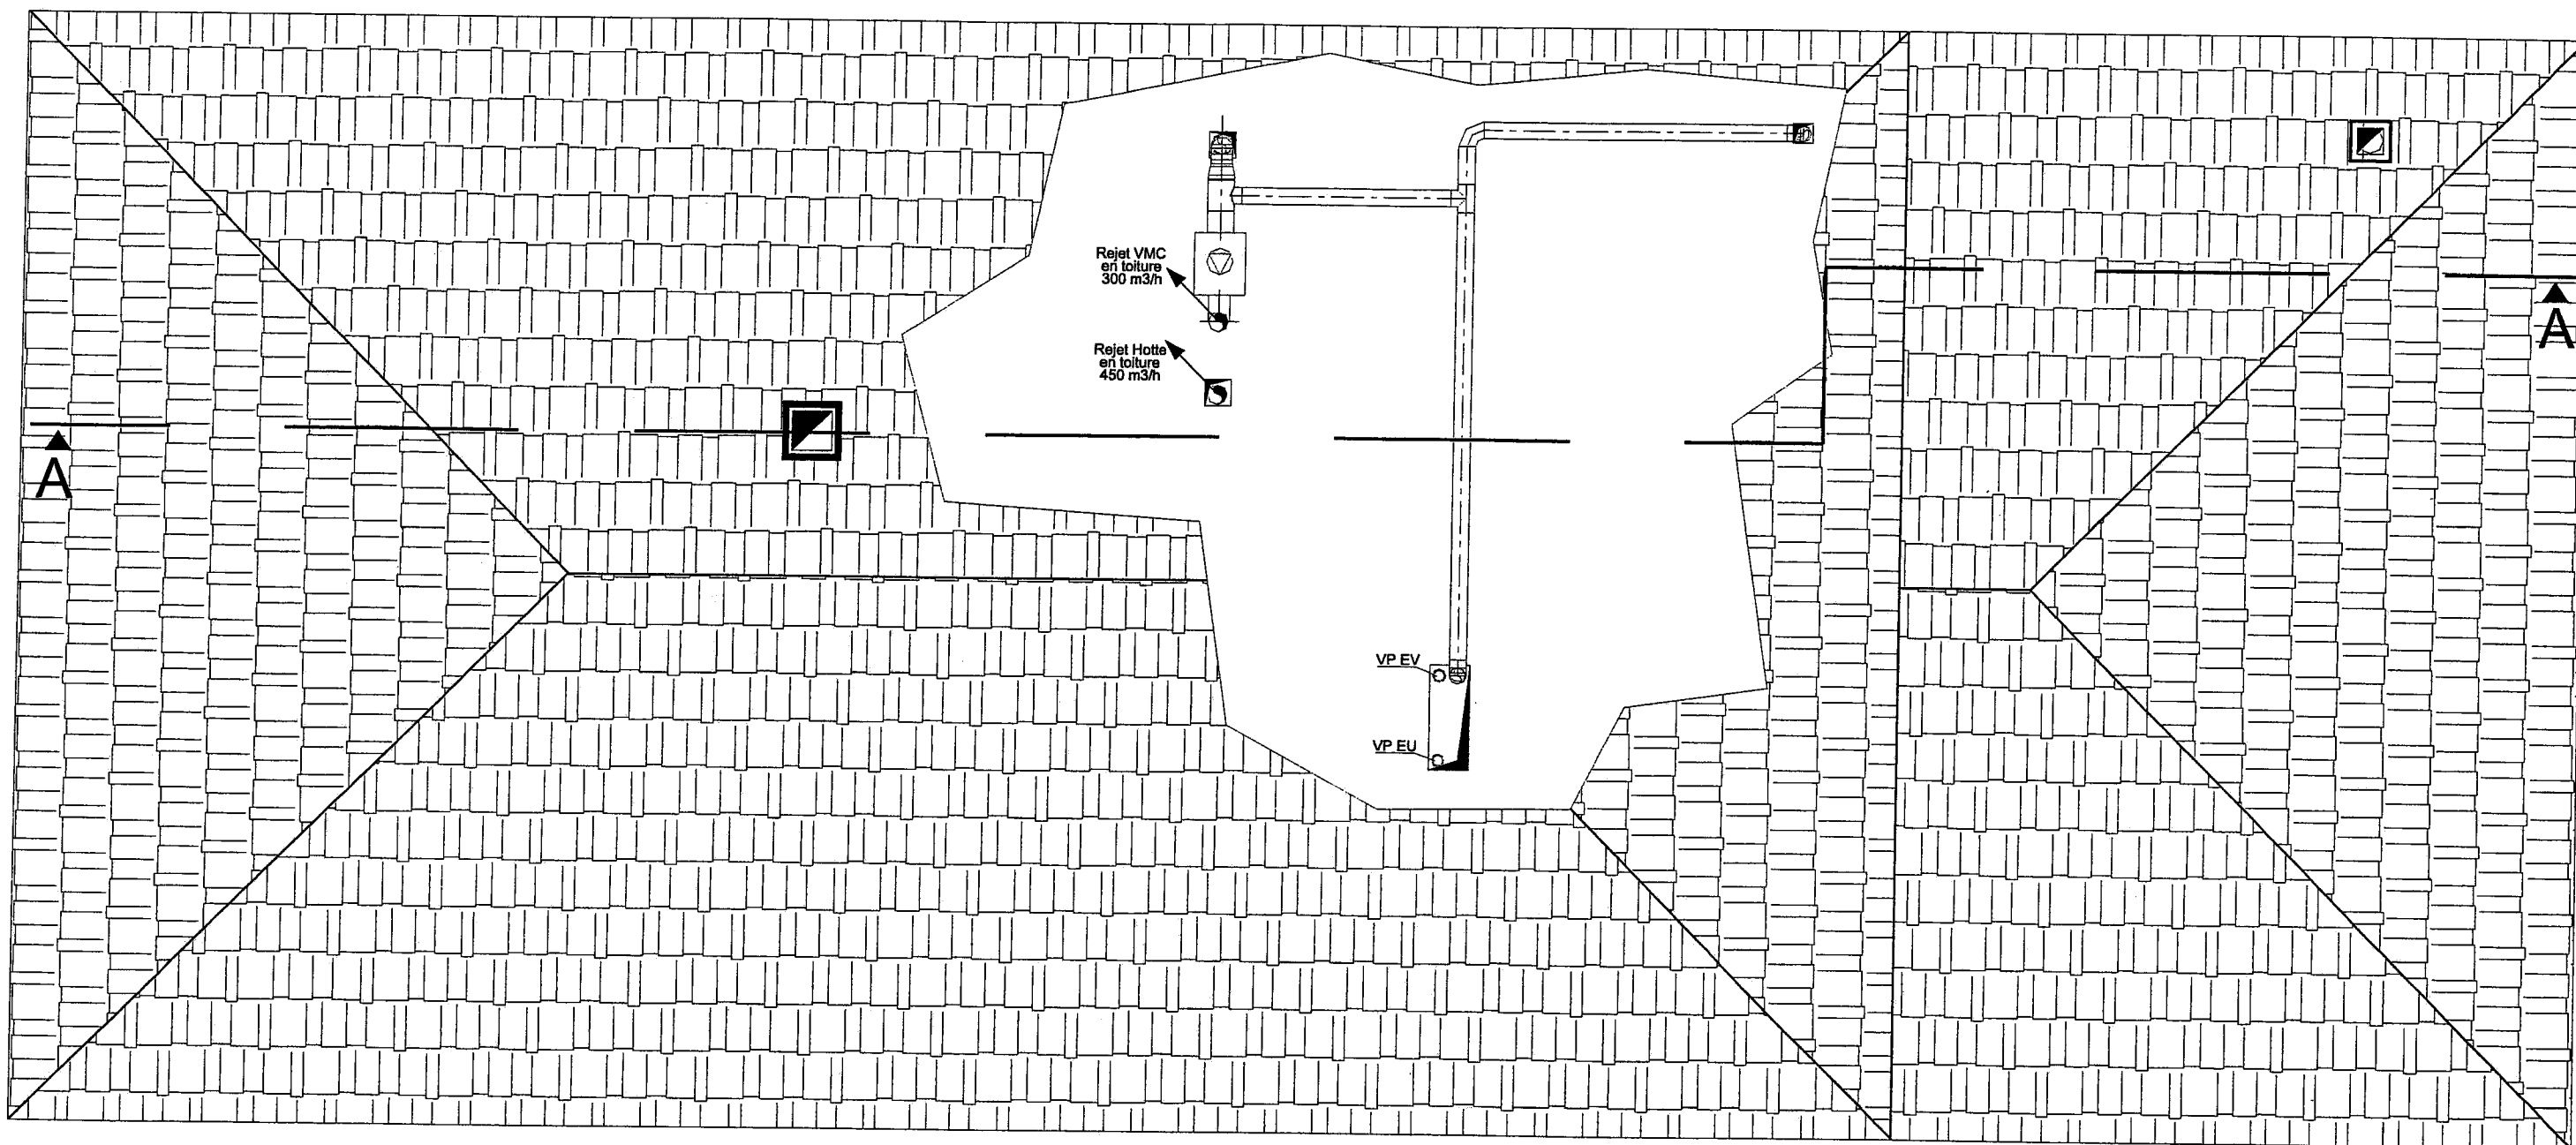 Rejet VMC
en toiture
300 m3/h
A
Rejet Hotte
en toiture
450 m3/h
A
VP EV
VP EU